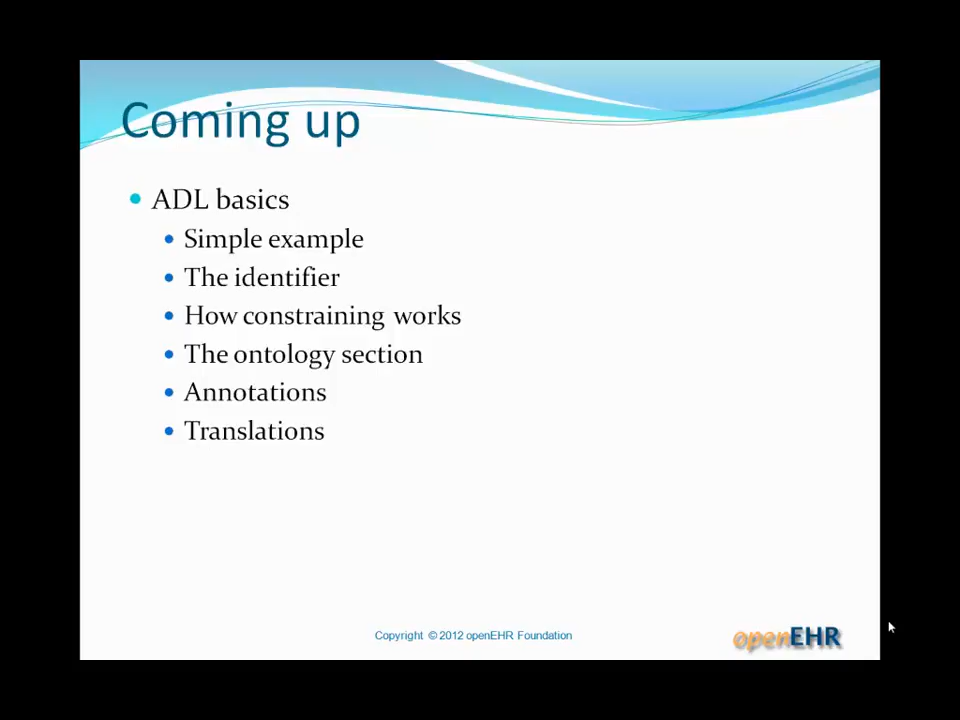 Coming up
ADL basics
Simple example
The identifier
How constraining works
The ontology section
Annotations
Translations
Copyright © 2012 openEHR Foundation
openEHR